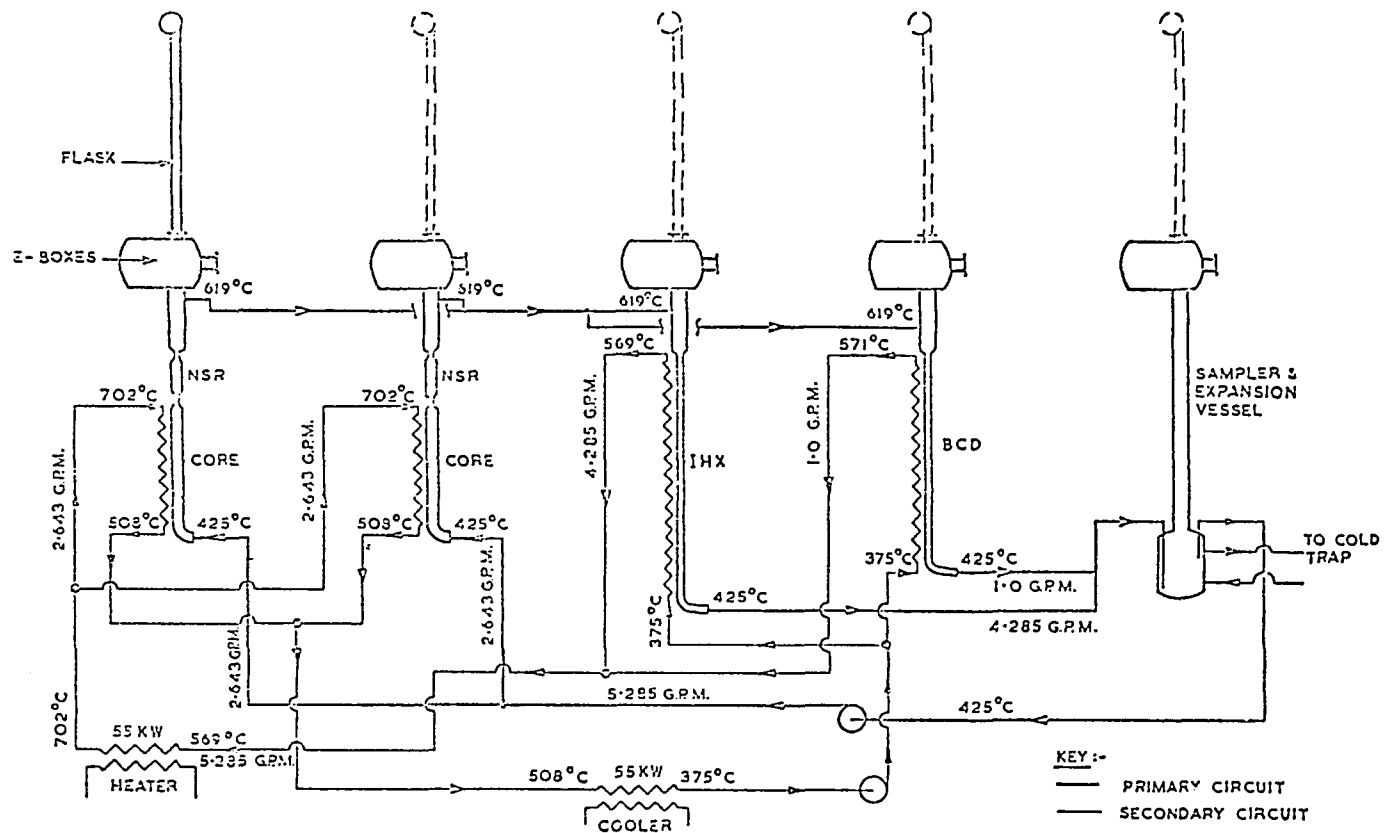 FLASK
Z-BOXES
619°C
519°C
619°C
619°C
569°C
571°C
NSR
NSR
702°C
702°C
SAMPLER &
EXPANSION
VESSEL
4·285 G.P.M.
1·0 G.P.M.
2·643 G.P.M.
2·643 G.P.M.
CORE
CORE
IHX
BCD
508°C
425°C
508°C
425°C
375°C
425°C
1·0 G.P.M.
TO COLD
TRAP
425°C
375°C
4·285 G.P.M.
2·643 G.P.M.
2·643 G.P.M.
5·285 G.P.M.
425°C
702°C
55 KW
569°C
5·285 G.P.M.
HEATER
508°C
55KW
375°C
COOLER
KEY:-
PRIMARY CIRCUIT
SECONDARY CIRCUIT